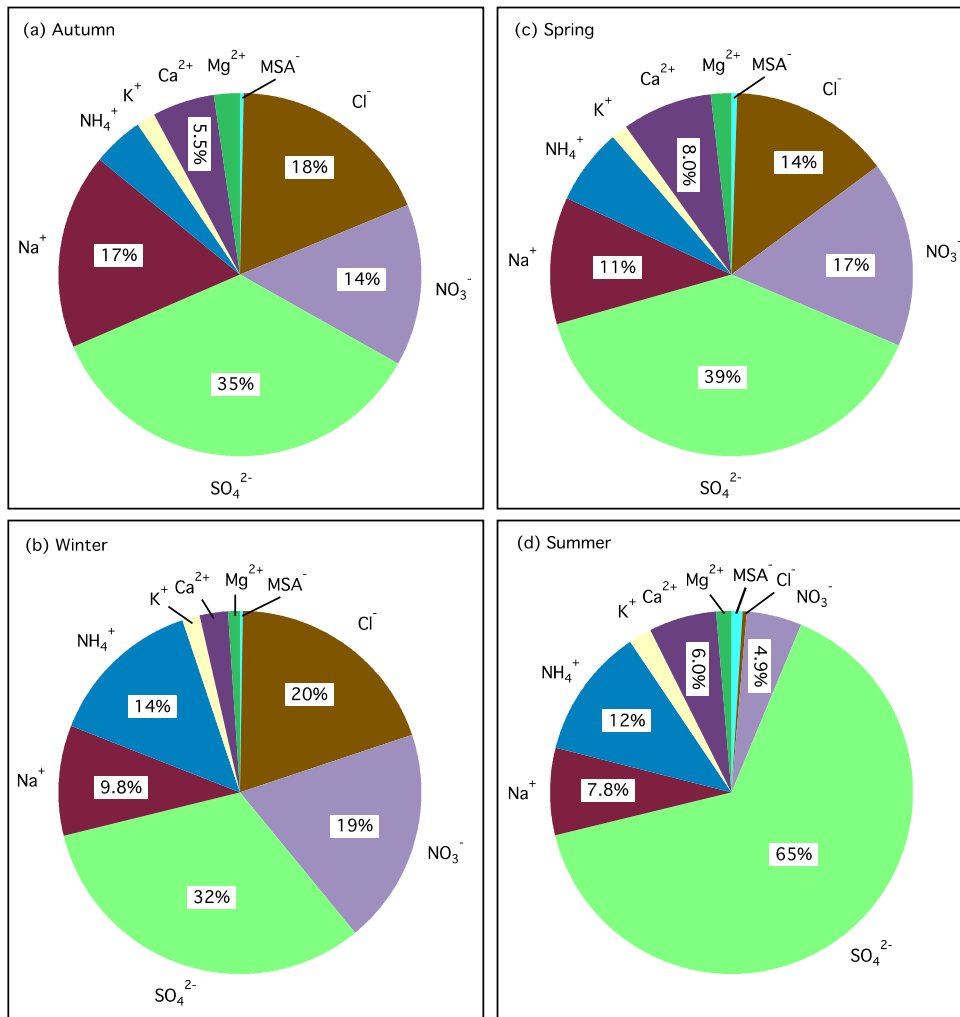 (a) Autumn
MSA⁻
Mg²⁺
Ca²⁺
K⁺
NH₄⁺
Na⁺
Cl⁻
NO₃⁻
SO₄²⁻
5.5%
18%
17%
14%
35%
(c) Spring
MSA⁻
Mg²⁺
Ca²⁺
K⁺
NH₄⁺
Na⁺
Cl⁻
NO₃⁻
SO₄²⁻
8.0%
14%
11%
17%
39%
(b) Winter
MSA⁻
Mg²⁺
Ca²⁺
K⁺
NH₄⁺
Na⁺
Cl⁻
NO₃⁻
SO₄²⁻
20%
14%
9.8%
19%
32%
(d) Summer
MSA⁻
Mg²⁺
Ca²⁺
K⁺
NH₄⁺
Na⁺
Cl⁻
NO₃⁻
SO₄²⁻
6.0%
4.9%
12%
7.8%
65%